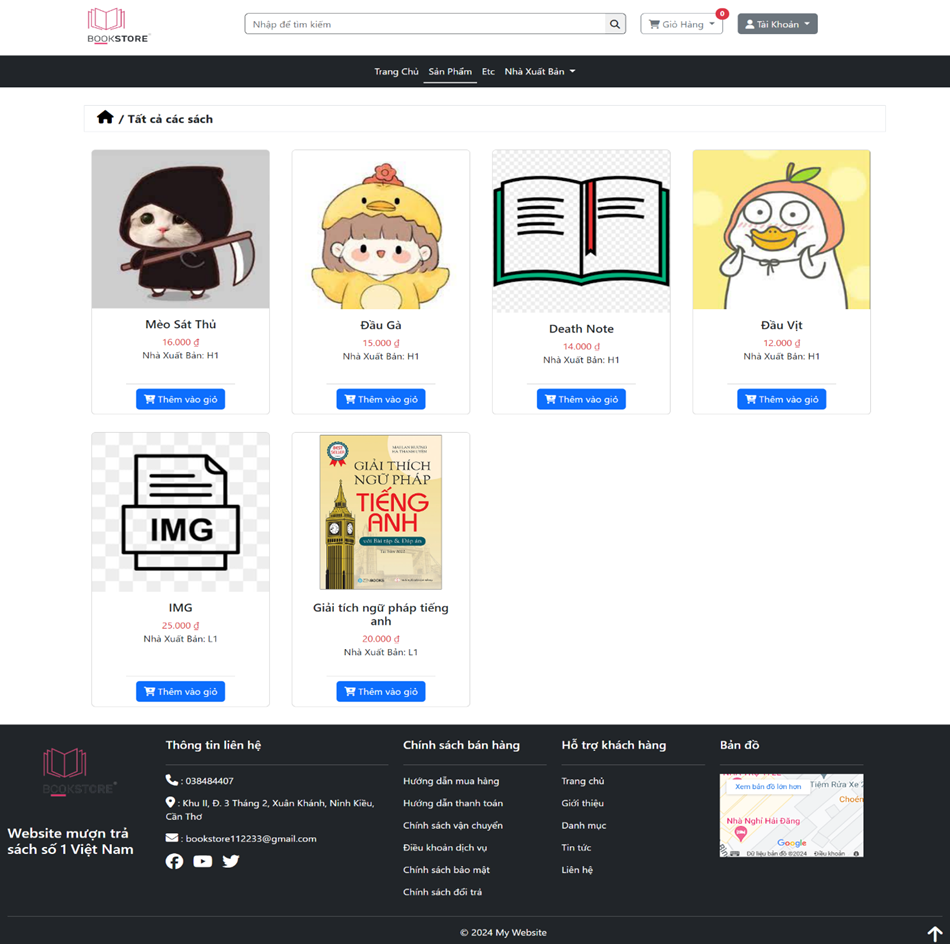 BOOKSTORE
Nhập để tìm kiếm
Giỏ Hàng
0
Tài Khoản
Trang Chủ
Sản Phẩm
Etc
Nhà Xuất Bản
/ Tất cả các sách
Mèo Sát Thủ
16.000 ₫
Nhà Xuất Bản: H1
Thêm vào giỏ
Đầu Gà
15.000 ₫
Nhà Xuất Bản: H1
Thêm vào giỏ
Death Note
14.000 ₫
Nhà Xuất Bản: H1
Thêm vào giỏ
Đầu Vịt
12.000 ₫
Nhà Xuất Bản: H1
Thêm vào giỏ
IMG
IMG
25.000 ₫
Nhà Xuất Bản: L1
Thêm vào giỏ
GIẢI THÍCH
NGỮ PHÁP
TIẾNG
ANH
với Bài tập & Đáp án
Giải tích ngữ pháp tiếng
anh
20.000 ₫
Nhà Xuất Bản: L1
Thêm vào giỏ
BOOKSTORE
Website mượn trả
sách số 1 Việt Nam
Thông tin liên hệ
: 038484407
: Khu II, Đ. 3 Tháng 2, Xuân Khánh, Ninh Kiều,
Cần Thơ
: bookstore112233@gmail.com
Chính sách bán hàng
Hướng dẫn mua hàng
Hướng dẫn thanh toán
Chính sách vận chuyển
Điều khoản dịch vụ
Chính sách bảo mật
Chính sách đổi trả
Hỗ trợ khách hàng
Trang chủ
Giới thiệu
Danh mục
Tin tức
Liên hệ
Bản đồ
Xem bản đồ lớn hơn
Tiệm Rửa Xe
Nhà Nghỉ Hải Đăng
Google
Dữ liệu bản đồ ©2024
Điều khoản
© 2024 My Website